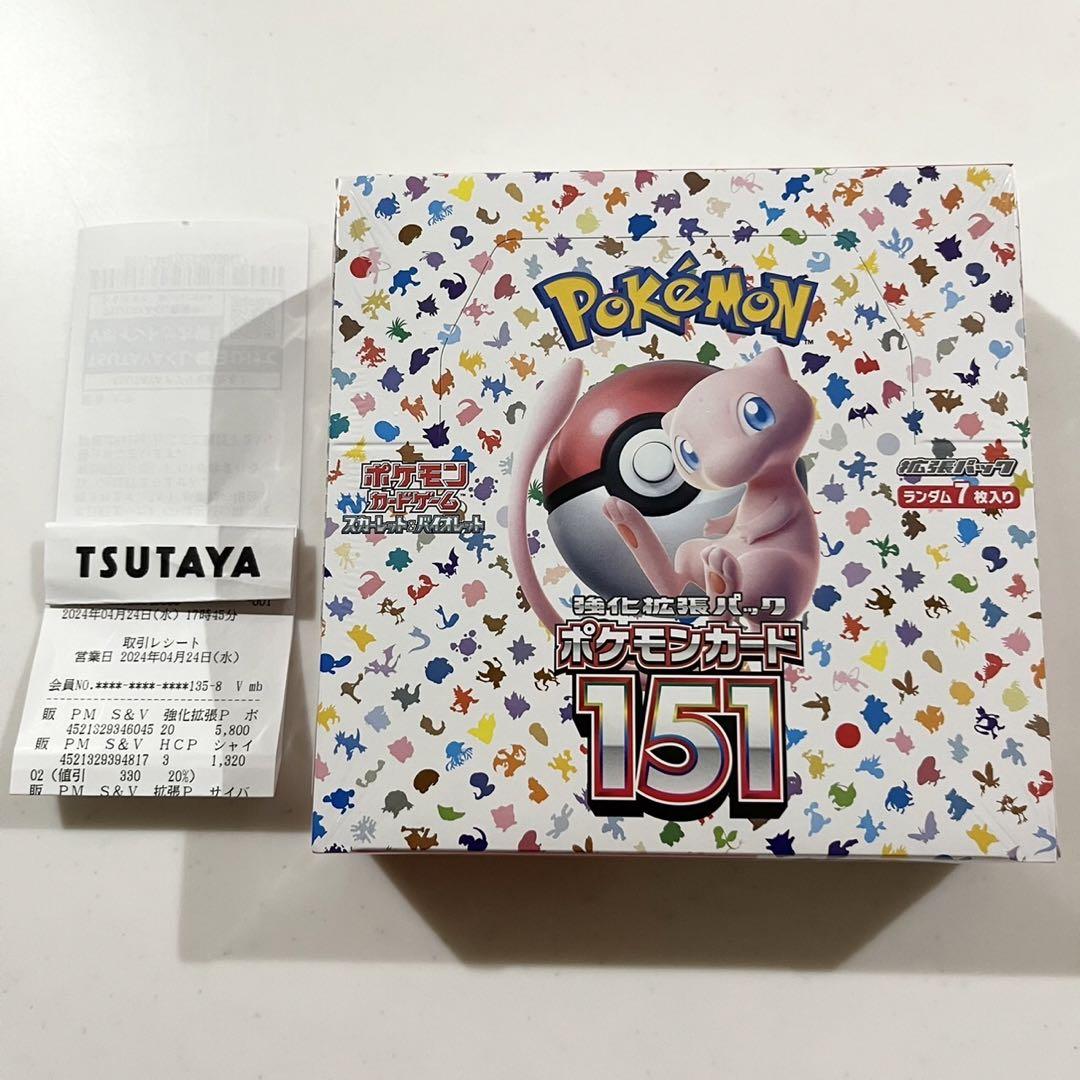 TSUTAYA
2024年04月24日(水) 17時45分
取引レシート
営業日 2024年04月24日(水)
会員NO.****-****-****135-8 V mb
販 PM S&V 強化拡張P ポ
4521329346045 20 5,800
販 PM S&V HCP シャイ
4521329394817 3 1,320
02 (値引 330 20%)
販 PM S&V 拡張P サイバ
POKéMON
TM
ポケモン
カードゲーム
スカーレット&バイオレット
拡張パック
ランダム7枚入り
強化拡張パック
ポケモンカード
151